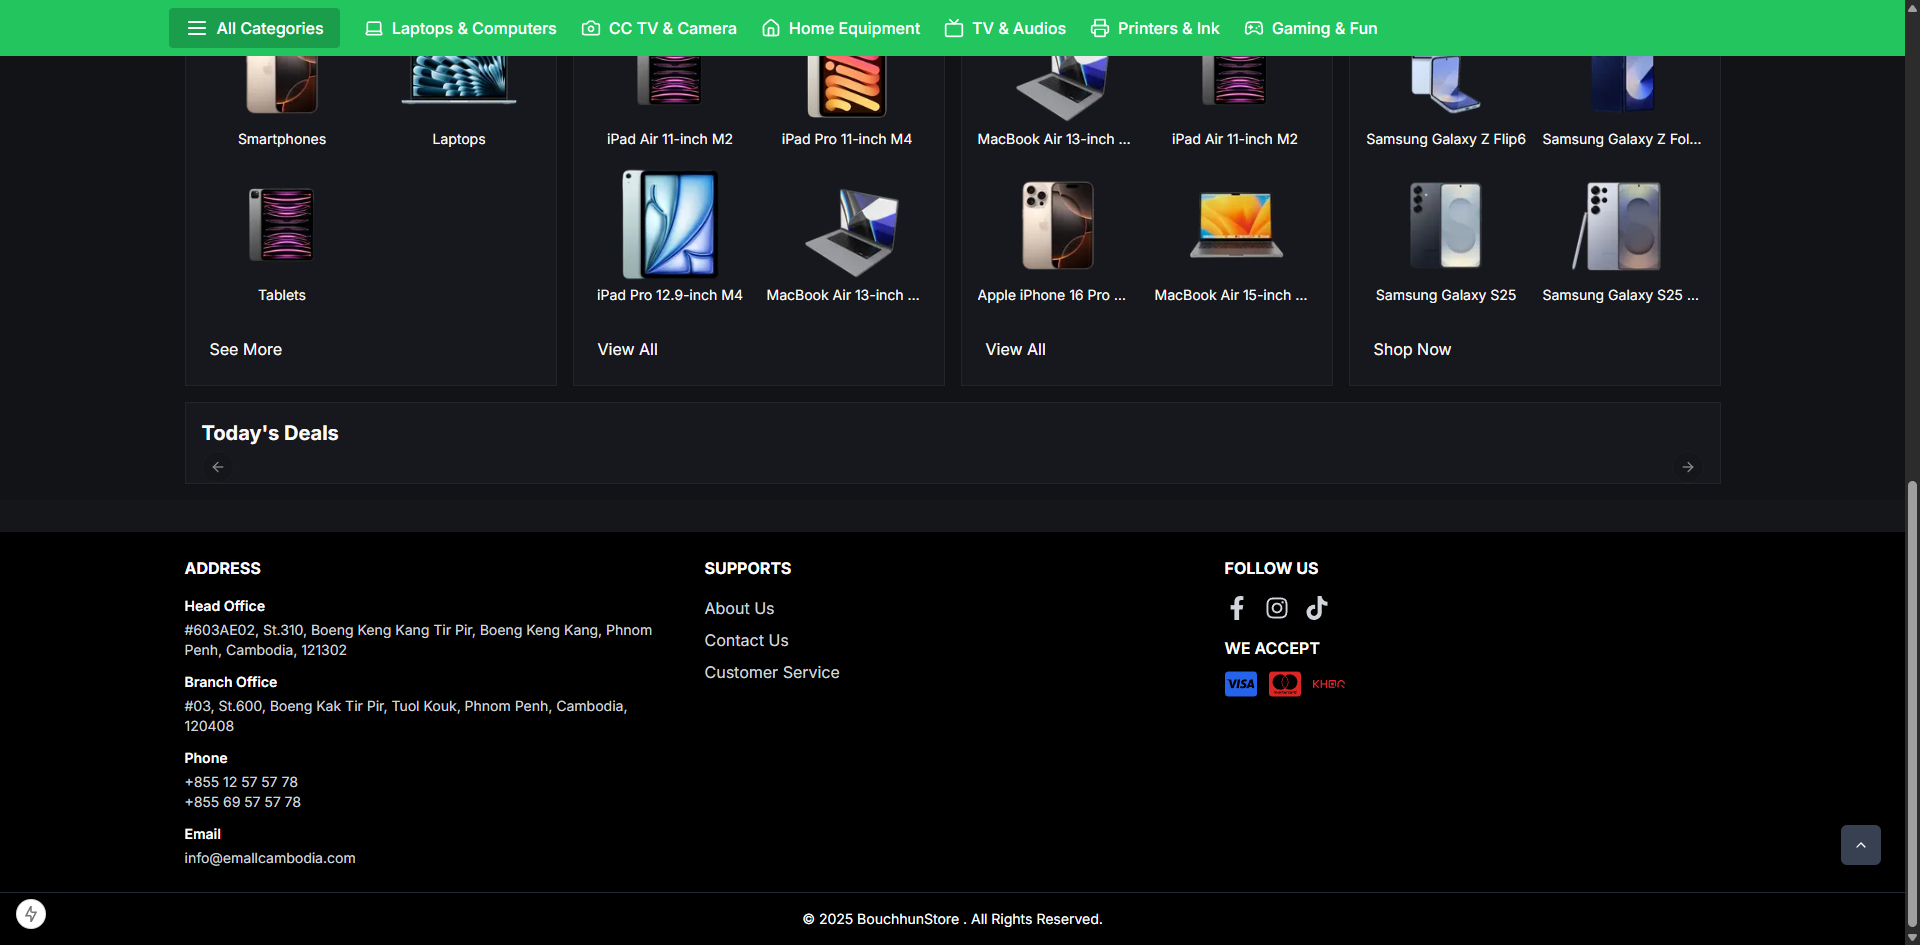 All Categories
Laptops & Computers
CC TV & Camera
Home Equipment
TV & Audios
Printers & Ink
Gaming & Fun
Smartphones
Laptops
Tablets
See More
iPad Air 11-inch M2
iPad Pro 11-inch M4
iPad Pro 12.9-inch M4
MacBook Air 13-inch ...
View All
MacBook Air 13-inch ...
iPad Air 11-inch M2
Apple iPhone 16 Pro ...
MacBook Air 15-inch ...
View All
Samsung Galaxy Z Flip6
Samsung Galaxy Z Fol...
Samsung Galaxy S25
Samsung Galaxy S25 ...
Shop Now
Today's Deals
ADDRESS
Head Office
#603AE02, St.310, Boeng Keng Kang Tir Pir, Boeng Keng Kang, Phnom
Penh, Cambodia, 121302
Branch Office
#03, St.600, Boeng Kak Tir Pir, Tuol Kouk, Phnom Penh, Cambodia,
120408
Phone
+855 12 57 57 78
+855 69 57 57 78
Email
info@emallcambodia.com
SUPPORTS
About Us
Contact Us
Customer Service
FOLLOW US
WE ACCEPT
VISA
KHQR
© 2025 BouchhunStore . All Rights Reserved.